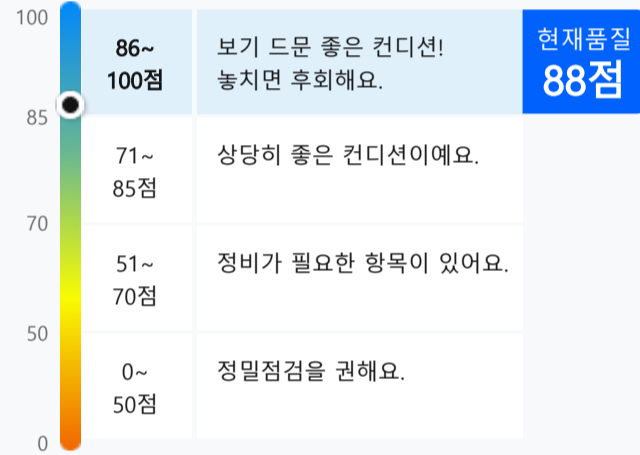 100
85
70
50
0
86~
100점
보기 드문 좋은 컨디션!
놓치면 후회해요.
현재품질
88점
71~
85점
상당히 좋은 컨디션이예요.
51~
70점
정비가 필요한 항목이 있어요.
0~
50점
정밀점검을 권해요.